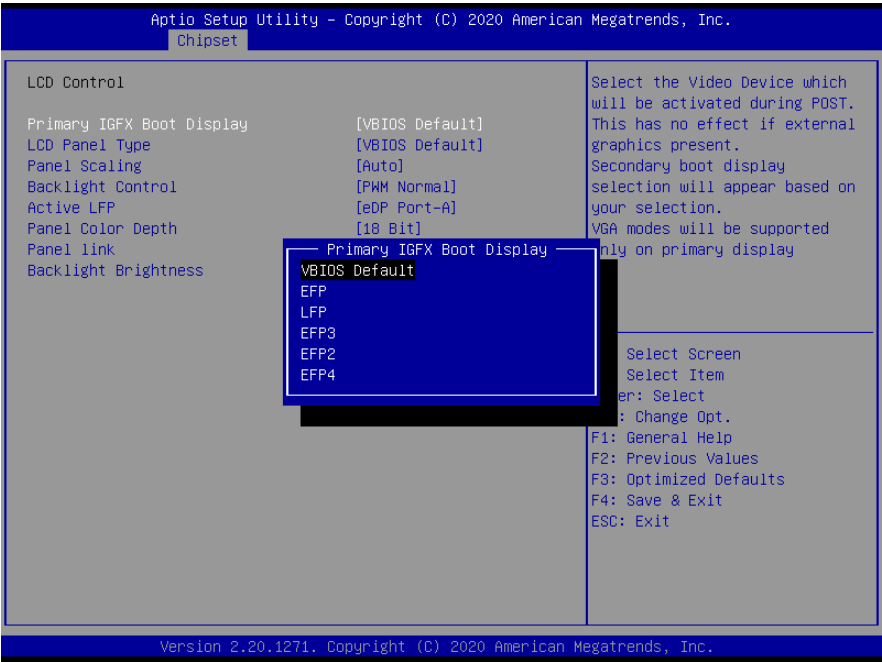 Aptio Setup Utility – Copyright (C) 2020 American Megatrends, Inc.
Chipset
LCD Control
Primary IGFX Boot Display [VBIOS Default]
LCD Panel Type [VBIOS Default]
Panel Scaling [Auto]
Backlight Control [PWM Normal]
Active LFP [eDP Port-A]
Panel Color Depth [18 Bit]
Panel link
Backlight Brightness
Primary IGFX Boot Display
VBIOS Default
EFP
LFP
EFP3
EFP2
EFP4
Select the Video Device which
will be activated during POST.
This has no effect if external
graphics present.
Secondary boot display
selection will appear based on
your selection.
VGA modes will be supported
only on primary display
Select Screen
Select Item
er: Select
: Change Opt.
F1: General Help
F2: Previous Values
F3: Optimized Defaults
F4: Save & Exit
ESC: Exit
Version 2.20.1271. Copyright (C) 2020 American Megatrends, Inc.